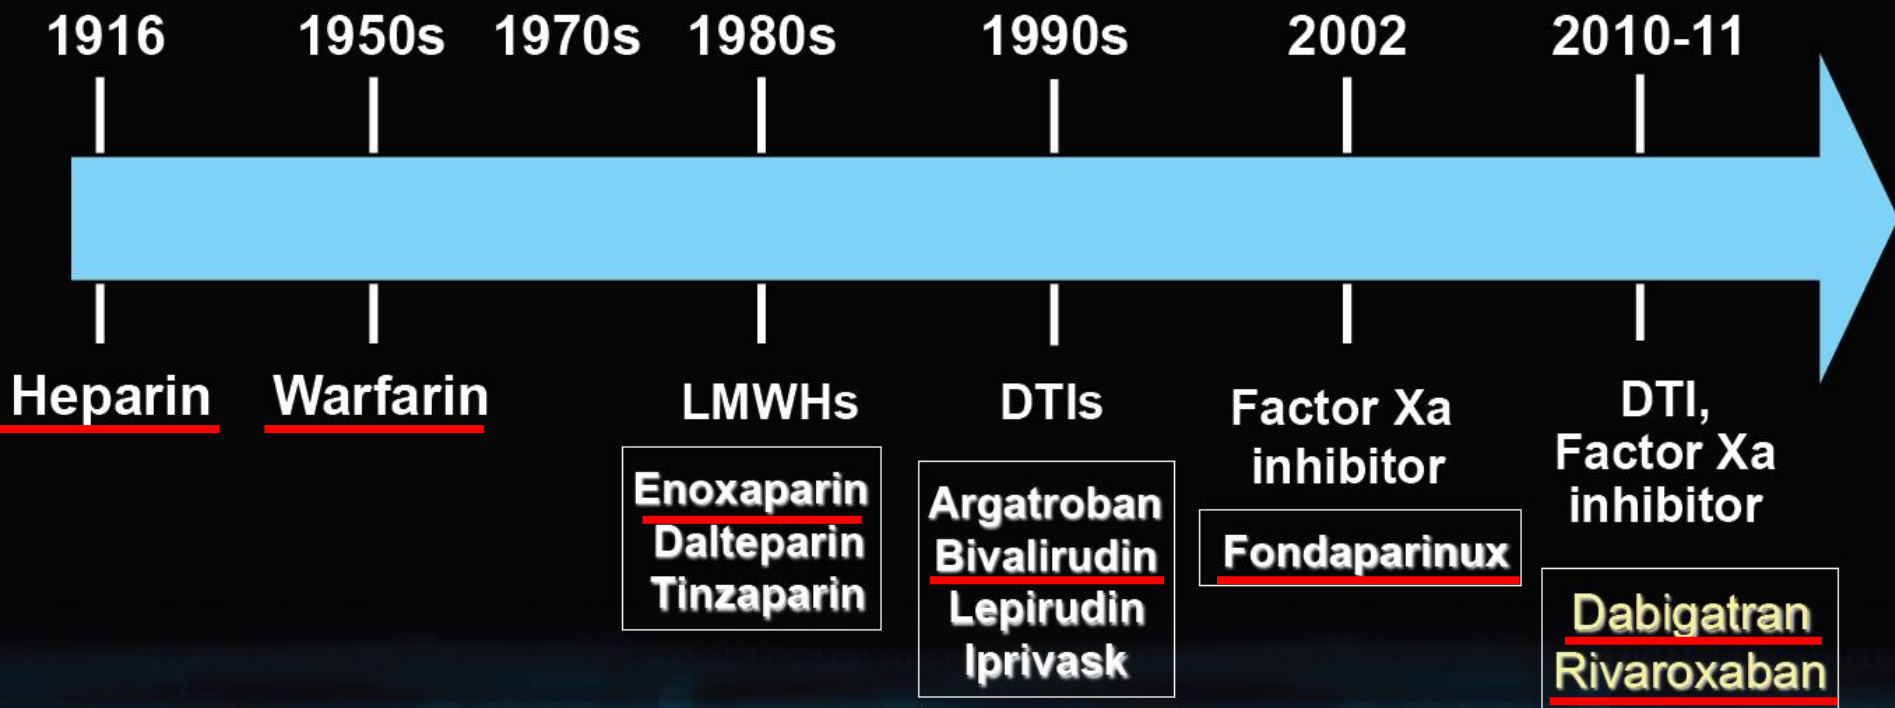 1916 1950s 1970s 1980s 1990s 2002 2010-11
Heparin
Warfarin
LMWHs
Enoxaparin
Dalteparin
Tinzaparin
DTIs
Argatroban
Bivalirudin
Lepirudin
Iprivask
Factor Xa
inhibitor
Fondaparinux
DTI,
Factor Xa
inhibitor
Dabigatran
Rivaroxaban